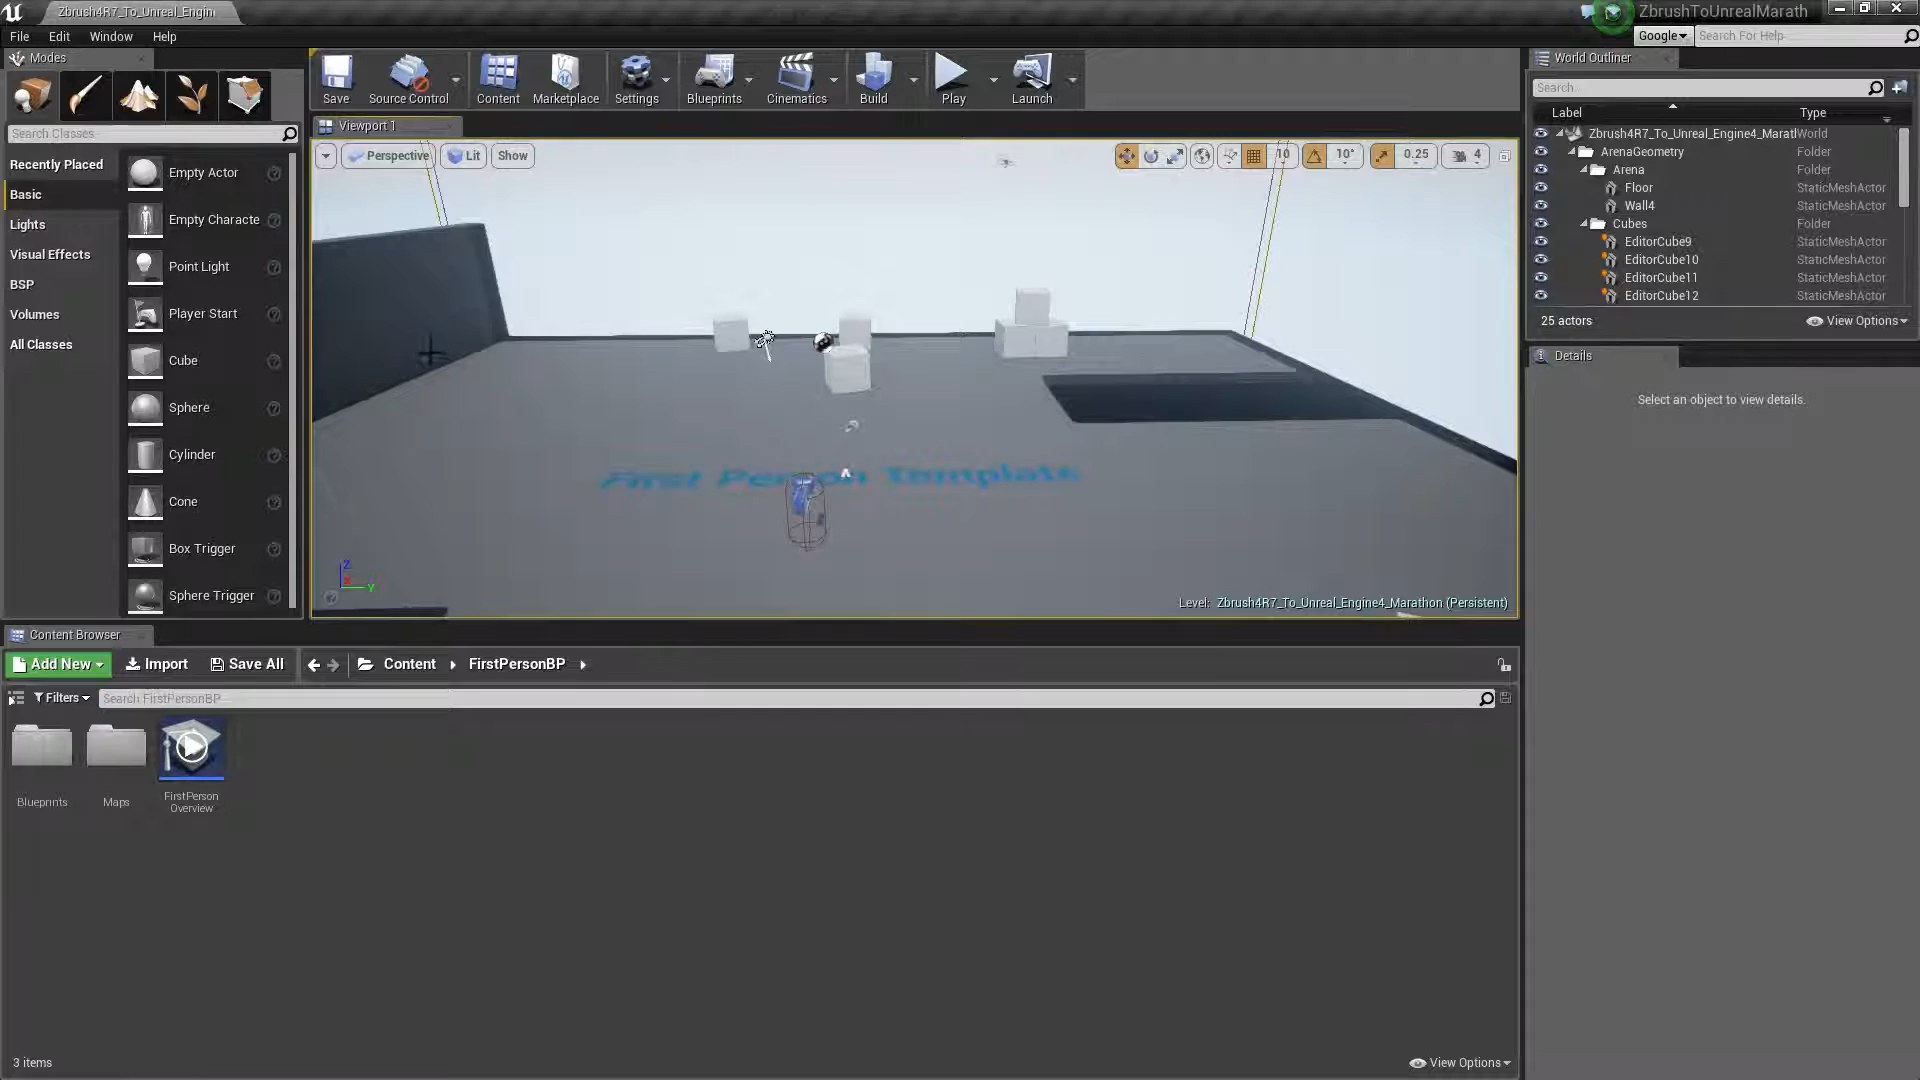 Zbrush4R7_To_Unreal_Engin
ZbrushToUnrealMarath
File Edit Window Help
Google
Search For Help
Modes
Search Classes
Recently Placed
Basic
Lights
Visual Effects
BSP
Volumes
All Classes
Empty Actor
Empty Characte
Point Light
Player Start
Cube
Sphere
Cylinder
Cone
Box Trigger
Sphere Trigger
Save
Source Control
Content
Marketplace
Settings
Blueprints
Cinematics
Build
Play
Launch
Viewport 1
Perspective
Lit
Show
10
10°
0.25
4
First Person Template
Z
X
Y
Level: Zbrush4R7_To_Unreal_Engine4_Marathon (Persistent)
World Outliner
Search
Label Type
Zbrush4R7_To_Unreal_Engine4_Maratl World
ArenaGeometry Folder
Arena Folder
Floor StaticMeshActor
Wall4 StaticMeshActor
Cubes Folder
EditorCube9 StaticMeshActor
EditorCube10 StaticMeshActor
EditorCube11 StaticMeshActor
EditorCube12 StaticMeshActor
25 actors
View Options
Details
Select an object to view details.
Content Browser
Add New
Import
Save All
Content
FirstPersonBP
Filters
Search FirstPersonBP
Blueprints
Maps
FirstPerson
Overview
3 items
View Options